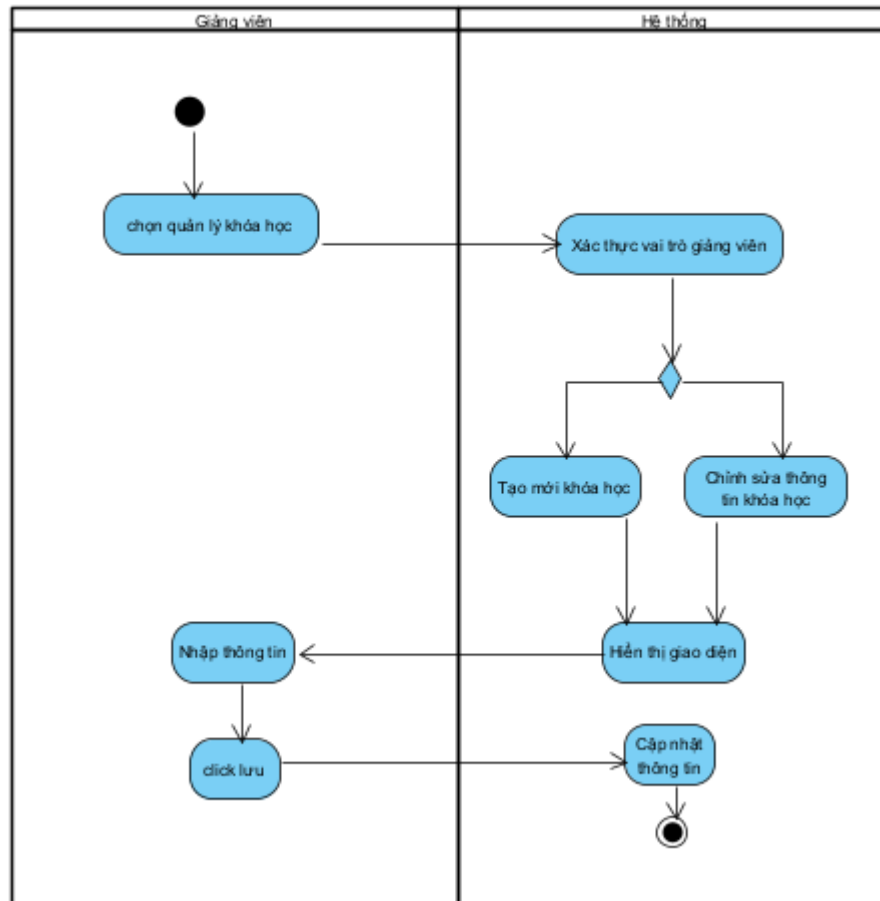 Giảng viên
Hệ thống
chọn quản lý khóa học
Xác thực vai trò giảng viên
Tạo mới khóa học
Chỉnh sửa thông
tin khóa học
Nhập thông tin
Hiển thị giao diện
click lưu
Cập nhật
thông tin